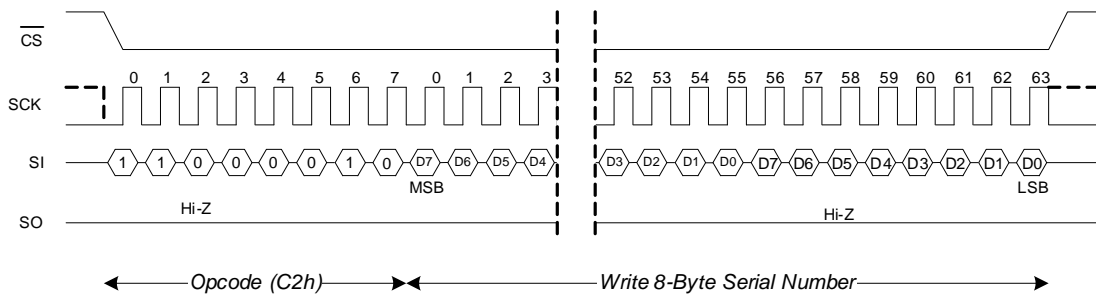 CS
0 1 2 3 4 5 6 7 0 1 2 3 52 53 54 55 56 57 58 59 60 61 62 63
SCK
SI 1 1 0 0 0 0 1 0 D7 D6 D5 D4 D3 D2 D1 D0 D7 D6 D5 D4 D3 D2 D1 D0
MSB LSB
Hi-Z Hi-Z
SO
Opcode (C2h) Write 8-Byte Serial Number